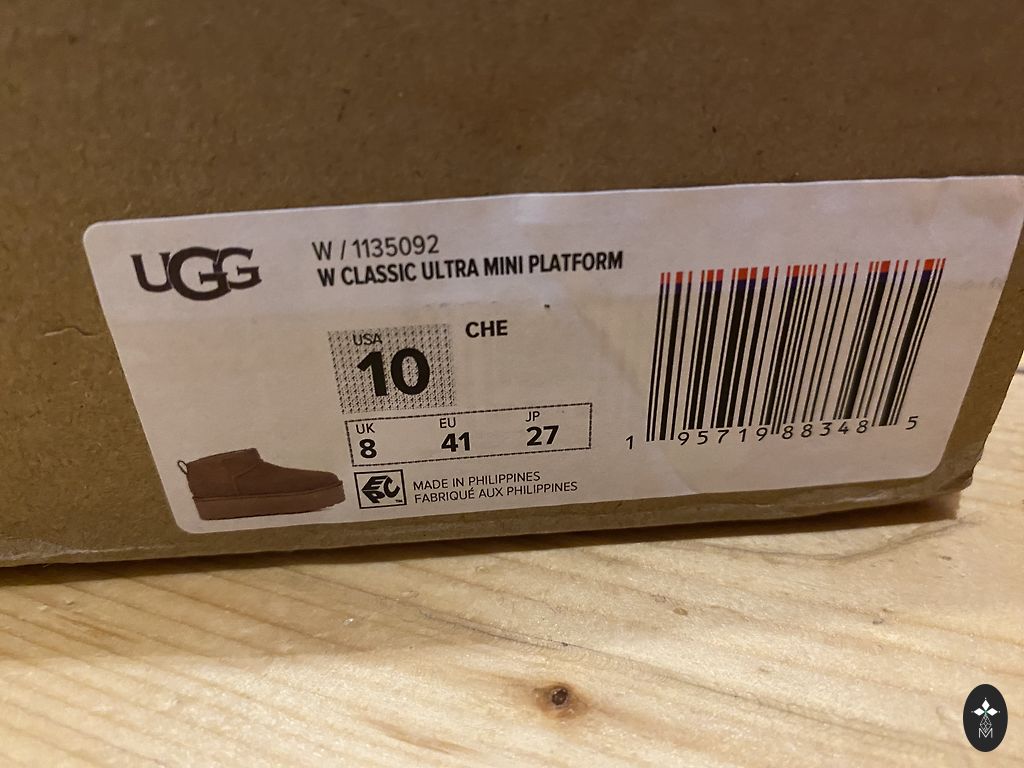 UGG
W / 1135092
W CLASSIC ULTRA MINI PLATFORM
USA
10
CHE
UK EU JP
8 41 27
EPC™
MADE IN PHILIPPINES
FABRIQUÉ AUX PHILIPPINES
1 95719 88348 5
M